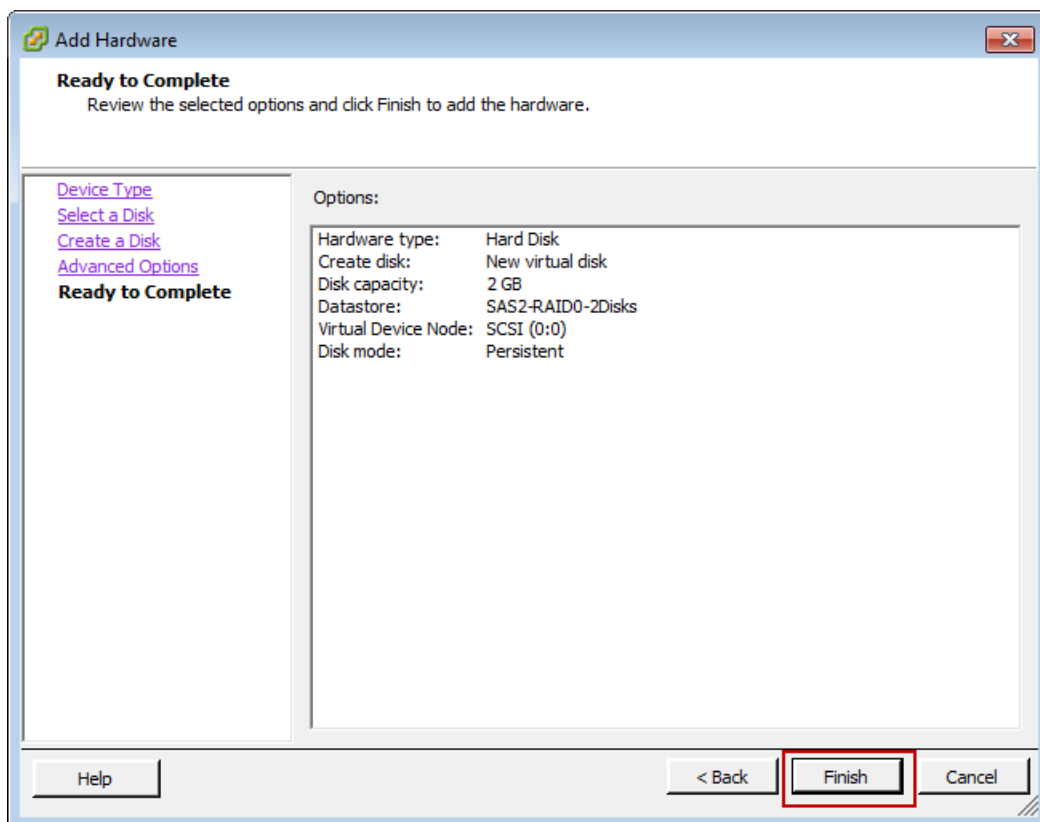 Add Hardware
Ready to Complete
Review the selected options and click Finish to add the hardware.
Device Type
Select a Disk
Create a Disk
Advanced Options
Ready to Complete
Options:
Hardware type: Hard Disk
Create disk: New virtual disk
Disk capacity: 2 GB
Datastore: SAS2-RAID0-2Disks
Virtual Device Node: SCSI (0:0)
Disk mode: Persistent
Help
< Back
Finish
Cancel